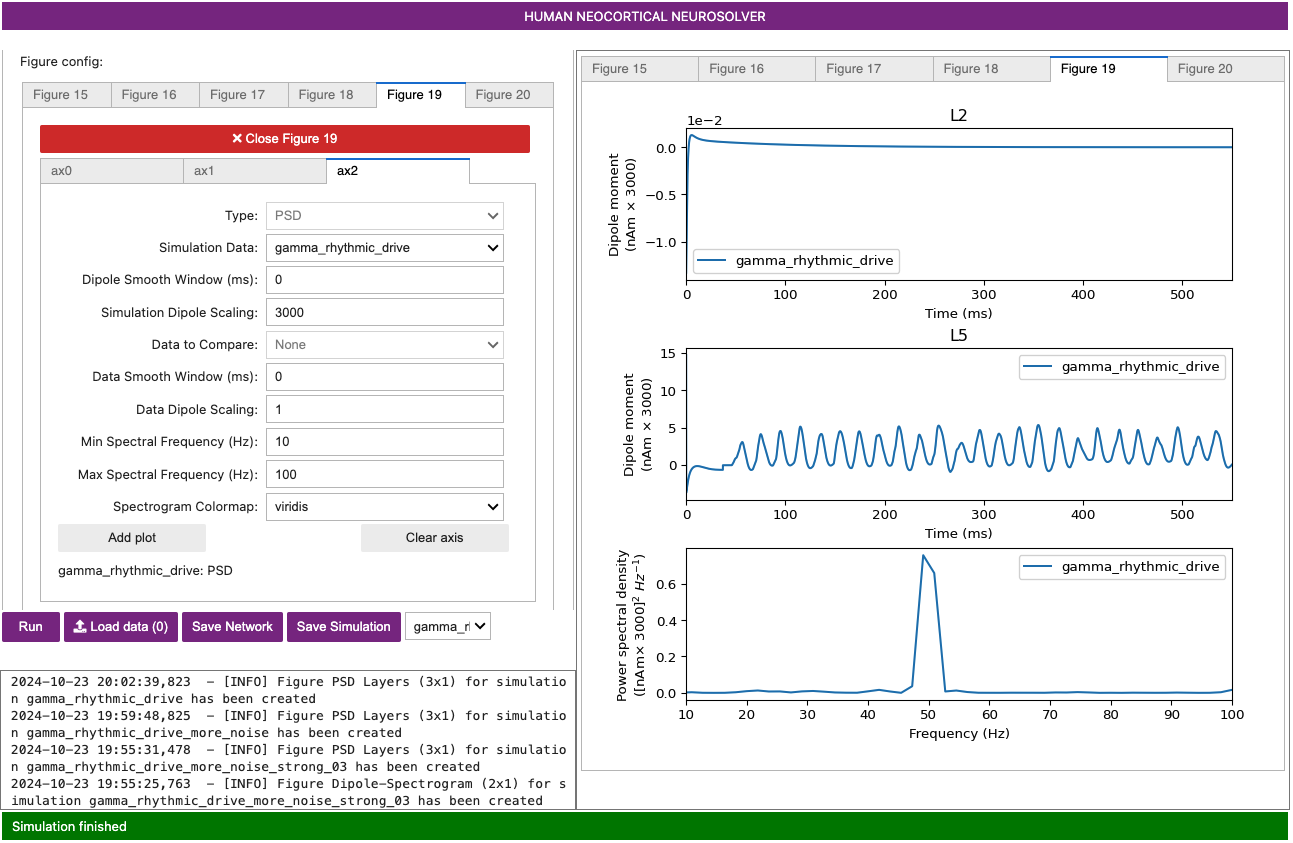 HUMAN NEOCORTICAL NEUROSOLVER
Figure config:
Figure 15
Figure 16
Figure 17
Figure 18
Figure 19
Figure 20
Close Figure 19
ax0
ax1
ax2
Type:
PSD
Simulation Data:
gamma_rhythmic_drive
Dipole Smooth Window (ms):
0
Simulation Dipole Scaling:
3000
Data to Compare:
None
Data Smooth Window (ms):
0
Data Dipole Scaling:
1
Min Spectral Frequency (Hz):
10
Max Spectral Frequency (Hz):
100
Spectrogram Colormap:
viridis
Add plot
Clear axis
gamma_rhythmic_drive: PSD
Run
Load data (0)
Save Network
Save Simulation
gamma_r
2024-10-23 20:02:39,823  - [INFO] Figure PSD Layers (3x1) for simulatio
n gamma_rhythmic_drive has been created
2024-10-23 19:59:48,825  - [INFO] Figure PSD Layers (3x1) for simulatio
n gamma_rhythmic_drive_more_noise has been created
2024-10-23 19:55:31,478  - [INFO] Figure PSD Layers (3x1) for simulatio
n gamma_rhythmic_drive_more_noise_strong_03 has been created
2024-10-23 19:55:25,763  - [INFO] Figure Dipole-Spectrogram (2x1) for s
imulation gamma_rhythmic_drive_more_noise_strong_03 has been created
Figure 15
Figure 16
Figure 17
Figure 18
Figure 19
Figure 20
L2
1e−2
0.0
−0.5
−1.0
Dipole moment
(nAm × 3000)
gamma_rhythmic_drive
0 100 200 300 400 500
Time (ms)
L5
15
10
5
0
Dipole moment
(nAm × 3000)
gamma_rhythmic_drive
0 100 200 300 400 500
Time (ms)
0.6
0.4
0.2
0.0
Power spectral density
([nAm× 3000]² Hz⁻¹)
gamma_rhythmic_drive
10 20 30 40 50 60 70 80 90 100
Frequency (Hz)
Simulation finished